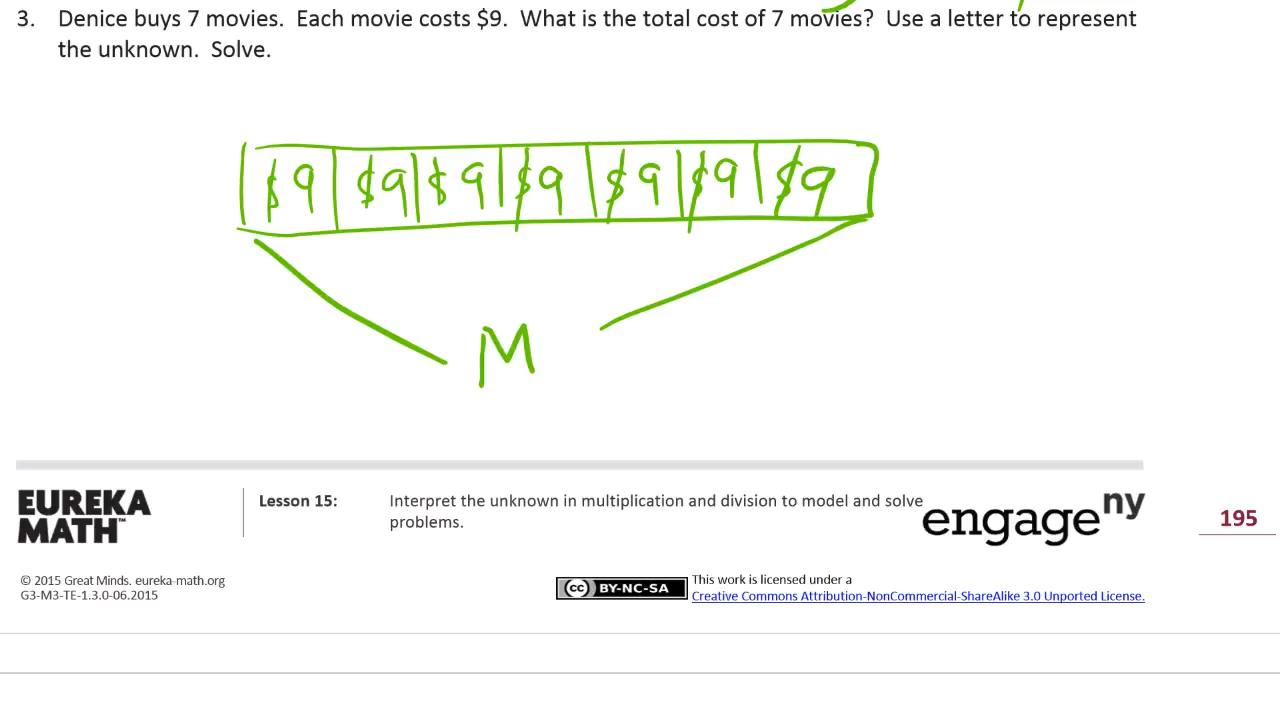 3. Denice buys 7 movies. Each movie costs $9. What is the total cost of 7 movies? Use a letter to represent
the unknown. Solve.
$9 $9 $9 $9 $9 $9 $9
M
EUREKA
MATH™
Lesson 15:
Interpret the unknown in multiplication and division to model and solve
problems.
engage ny
195
© 2015 Great Minds. eureka-math.org
G3-M3-TE-1.3.0-06.2015
cc BY-NC-SA
This work is licensed under a
Creative Commons Attribution-NonCommercial-ShareAlike 3.0 Unported License.